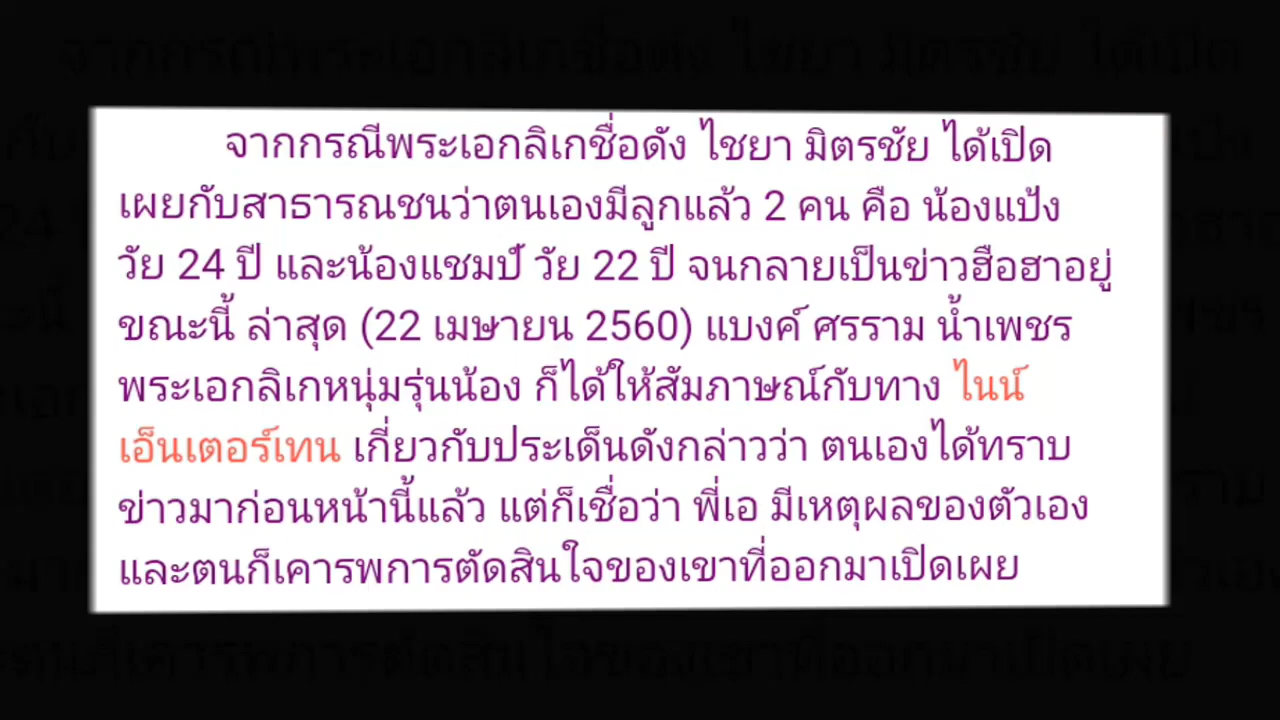 จากกรณีพระเอกลิเกชื่อดัง ไชยา มิตรชัย ได้เปิด
เผยกับสาธารณชนว่าตนเองมีลูกแล้ว 2 คน คือ น้องแป้ง
วัย 24 ปี และน้องแชมป์ วัย 22 ปี จนกลายเป็นข่าวฮือฮาอยู่
ขณะนี้ ล่าสุด (22 เมษายน 2560) แบงค์ ศรราม น้ำเพชร
พระเอกลิเกหนุ่มรุ่นน้อง ก็ได้ให้สัมภาษณ์กับทาง ไนน์
เอ็นเตอร์เทน เกี่ยวกับประเด็นดังกล่าวว่า ตนเองได้ทราบ
ข่าวมาก่อนหน้านี้แล้ว แต่ก็เชื่อว่า พี่เอ มีเหตุผลของตัวเอง
และตนก็เคารพการตัดสินใจของเขาที่ออกมาเปิดเผย